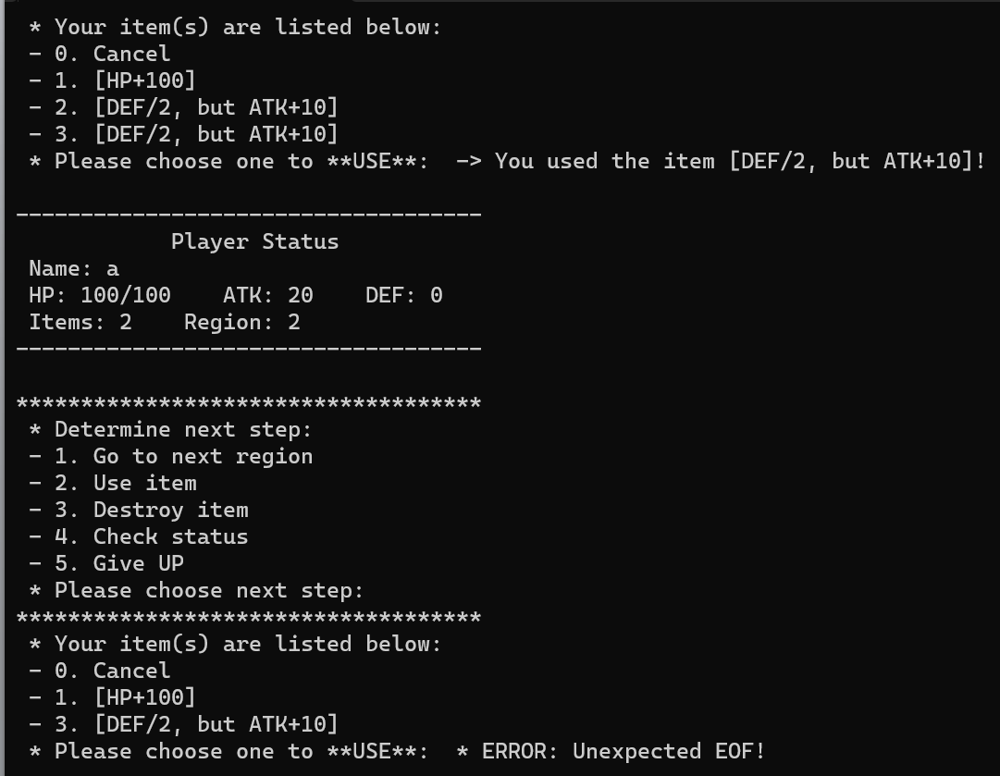 * Your item(s) are listed below:
- 0. Cancel
- 1. [HP+100]
- 2. [DEF/2, but ATK+10]
- 3. [DEF/2, but ATK+10]
* Please choose one to **USE**:  -> You used the item [DEF/2, but ATK+10]!
------------------------------------
Player Status
Name: a
HP: 100/100    ATK: 20    DEF: 0
Items: 2    Region: 2
------------------------------------
************************************
* Determine next step:
- 1. Go to next region
- 2. Use item
- 3. Destroy item
- 4. Check status
- 5. Give UP
* Please choose next step:
************************************
* Your item(s) are listed below:
- 0. Cancel
- 1. [HP+100]
- 3. [DEF/2, but ATK+10]
* Please choose one to **USE**:  * ERROR: Unexpected EOF!